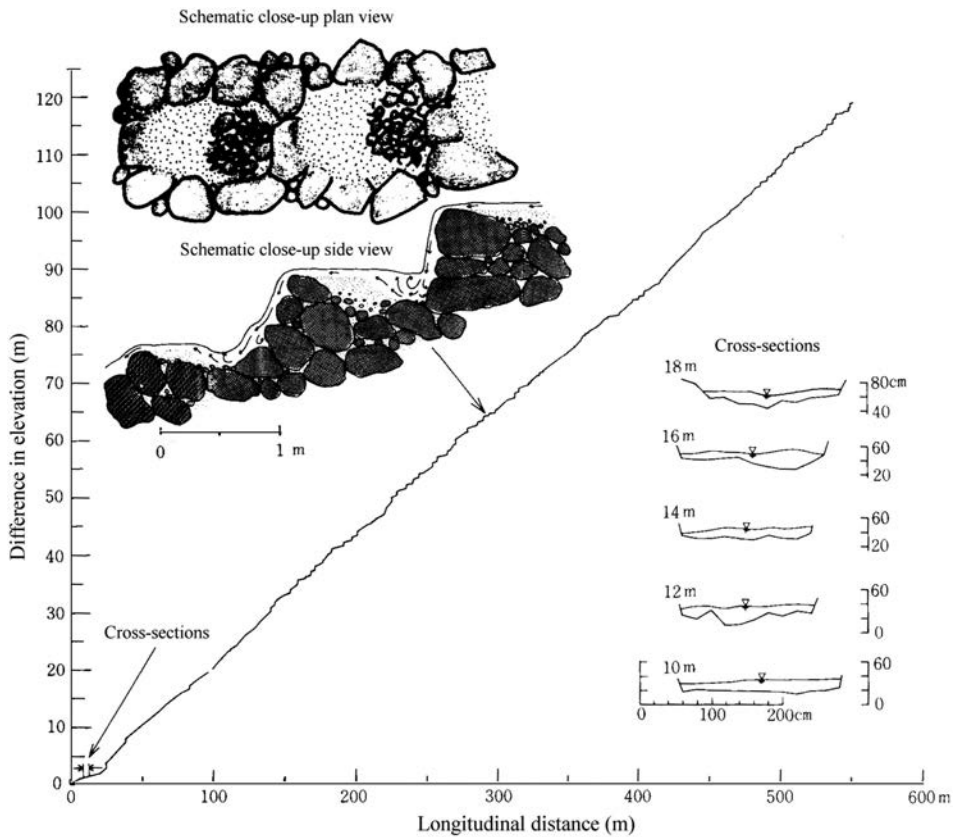 Schematic close-up plan view
Schematic close-up side view
0 1 m
Difference in elevation (m)
120
110
100
90
80
70
60
50
40
30
20
10
0
Cross-sections
0 100 200 300 400 500 600 m
Longitudinal distance (m)
Cross-sections
18 m
80cm
40
16 m
60
20
14 m
60
20
12 m
60
0
10 m
60
0
0 100 200cm